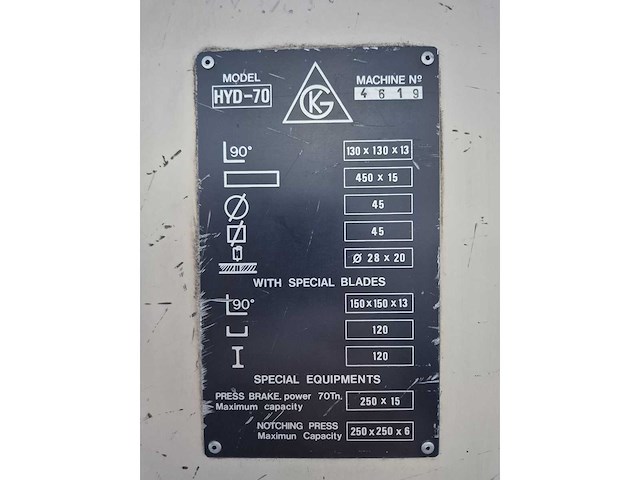 MODEL
HYD-70
GK
MACHINE Nº
4619
90° 130 x 130 x 13
450 x 15
45
45
Ø 28 x 20
WITH SPECIAL BLADES
90° 150 x 150 x 13
120
120
SPECIAL EQUIPMENTS
PRESS BRAKE. power 70Tn.
Maximum capacity
250 x 15
NOTCHING PRESS
Maximun Capacity
250 x 250 x 6